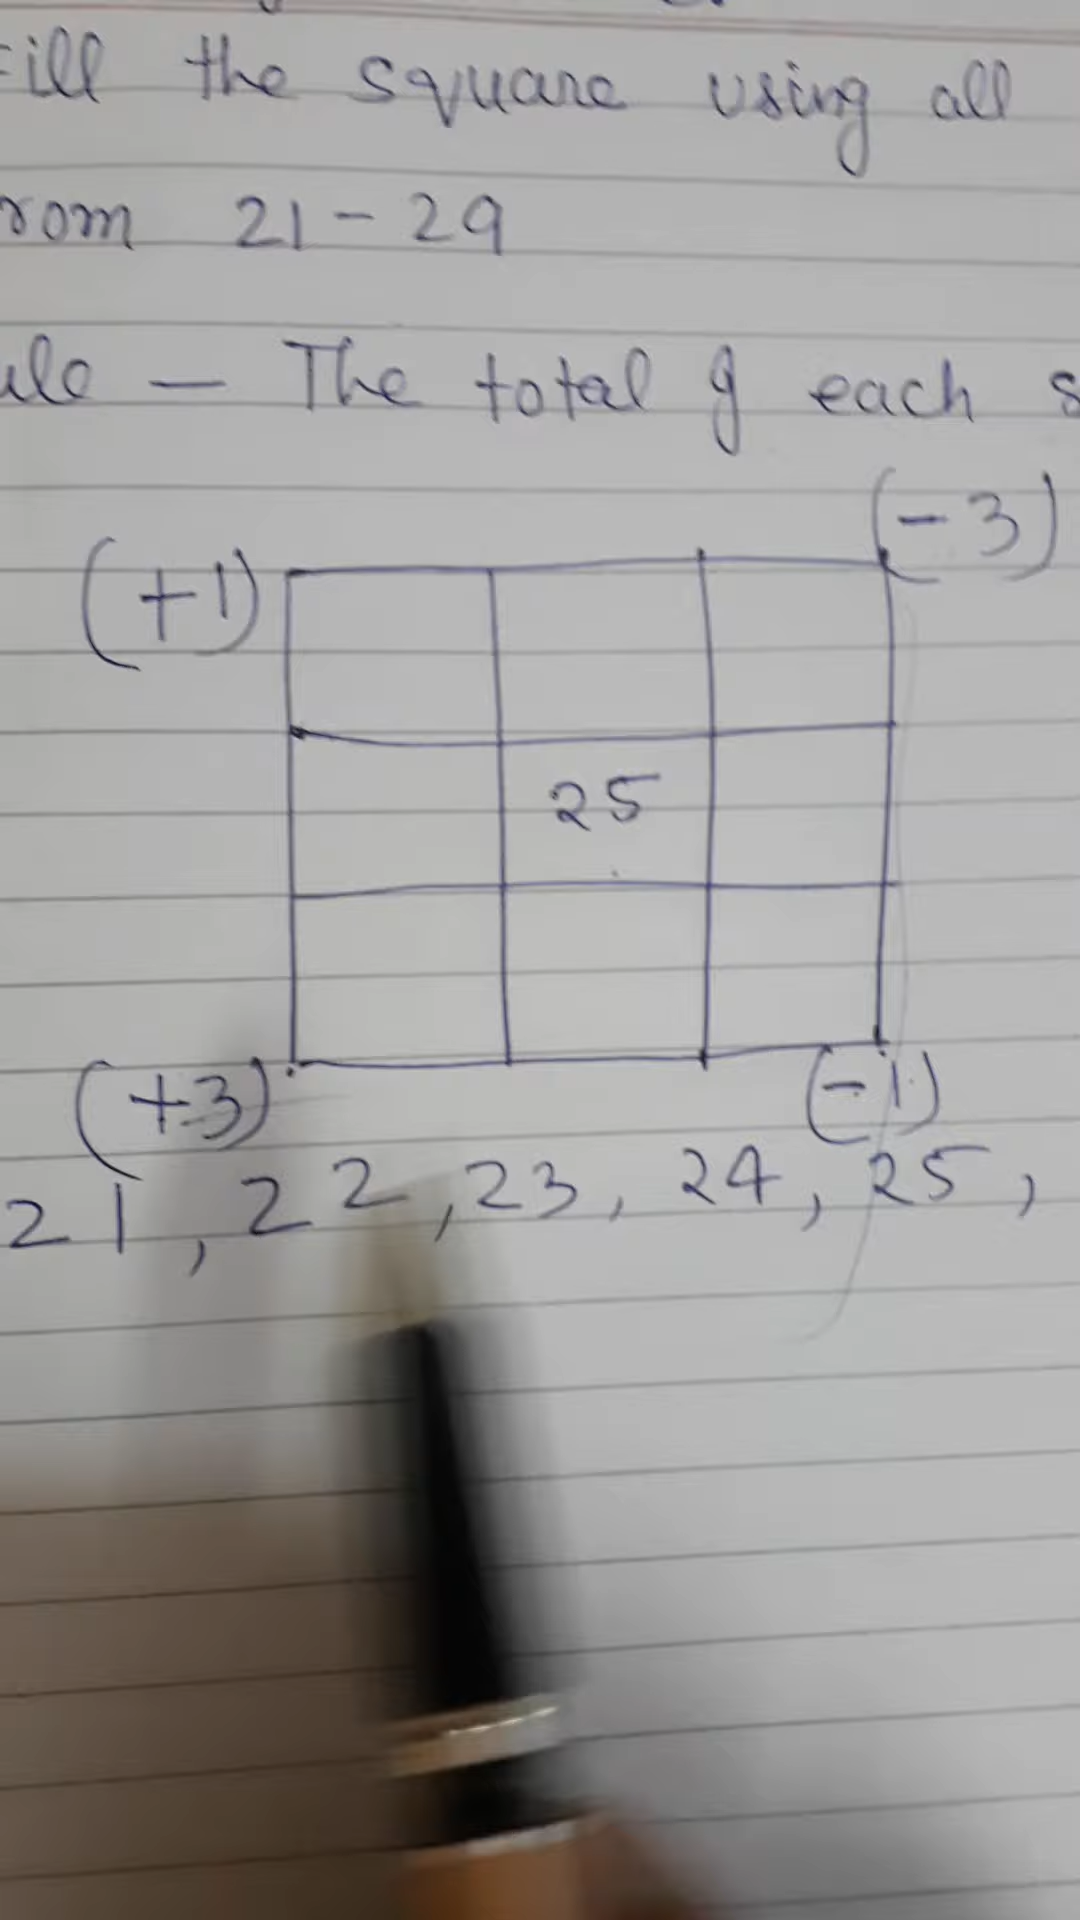 ill the square using all
rom 21 - 29
ule - The total of each s
(-3)
(+1)
25
(+3) (-1)
21, 22, 23, 24, 25,